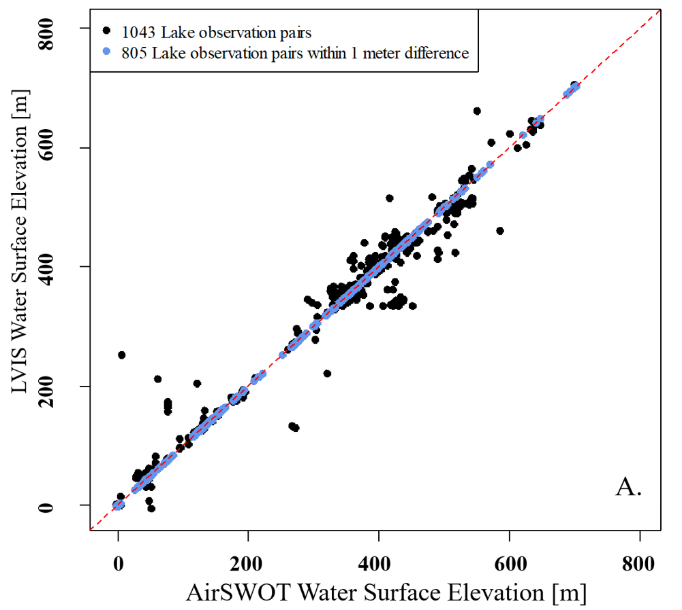 1043 Lake observation pairs
805 Lake observation pairs within 1 meter difference
LVIS Water Surface Elevation [m]
800
600
400
200
0
A.
0 200 400 600 800
AirSWOT Water Surface Elevation [m]